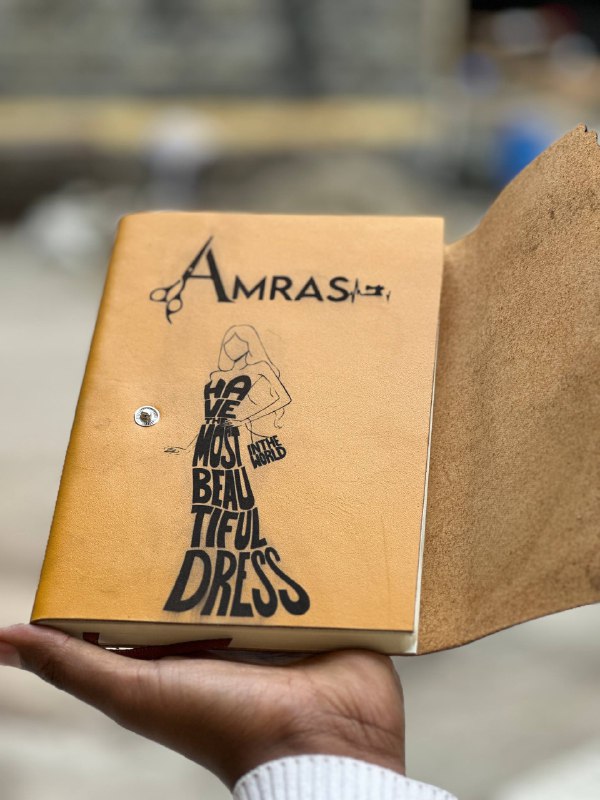 AMRAS
HA
VE
THE
MOST
BEAU
TIFUL
DRESS
IN THE
WORLD